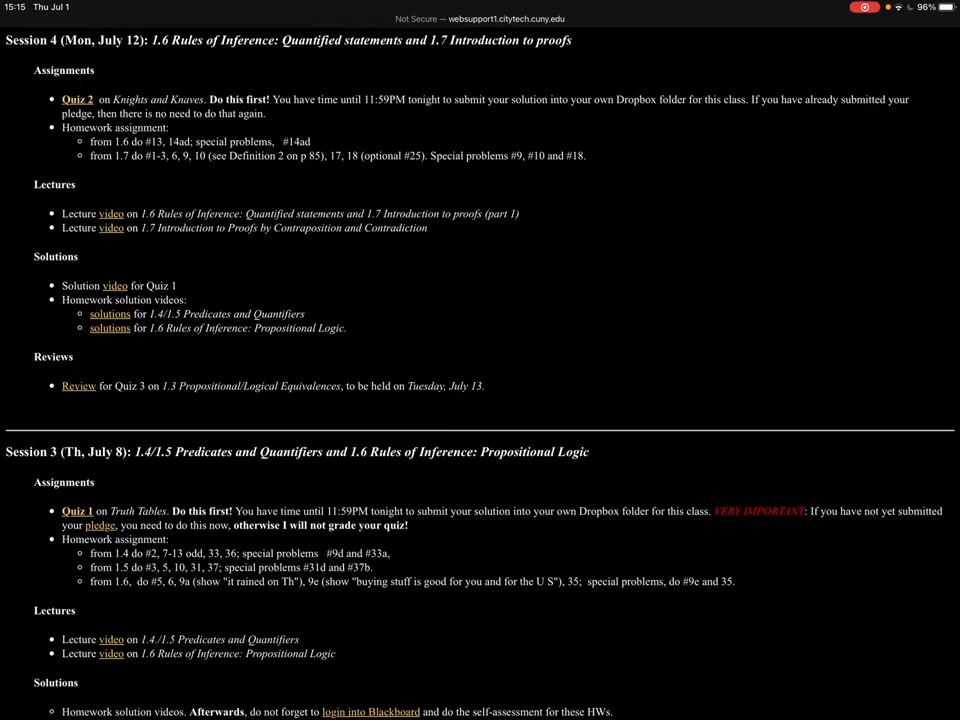 15:15 Thu Jul 1
96%
Not Secure — websupport1.citytech.cuny.edu
Session 4 (Mon, July 12): 1.6 Rules of Inference: Quantified statements and 1.7 Introduction to proofs
Assignments
Quiz 2 on Knights and Knaves. Do this first! You have time until 11:59PM tonight to submit your solution into your own Dropbox folder for this class. If you have already submitted your
pledge, then there is no need to do that again.
Homework assignment:
from 1.6 do #13, 14ad; special problems, #14ad
from 1.7 do #1-3, 6, 9, 10 (see Definition 2 on p 85), 17, 18 (optional #25). Special problems #9, #10 and #18.
Lectures
Lecture video on 1.6 Rules of Inference: Quantified statements and 1.7 Introduction to proofs (part 1)
Lecture video on 1.7 Introduction to Proofs by Contraposition and Contradiction
Solutions
Solution video for Quiz 1
Homework solution videos:
solutions for 1.4/1.5 Predicates and Quantifiers
solutions for 1.6 Rules of Inference: Propositional Logic.
Reviews
Review for Quiz 3 on 1.3 Propositional/Logical Equivalences, to be held on Tuesday, July 13.
Session 3 (Th, July 8): 1.4/1.5 Predicates and Quantifiers and 1.6 Rules of Inference: Propositional Logic
Assignments
Quiz 1 on Truth Tables. Do this first! You have time until 11:59PM tonight to submit your solution into your own Dropbox folder for this class. VERY IMPORTANT: If you have not yet submitted
your pledge, you need to do this now, otherwise I will not grade your quiz!
Homework assignment:
from 1.4 do #2, 7-13 odd, 33, 36; special problems #9d and #33a,
from 1.5 do #3, 5, 10, 31, 37; special problems #31d and #37b.
from 1.6, do #5, 6, 9a (show "it rained on Th"), 9e (show "buying stuff is good for you and for the U S"), 35; special problems, do #9e and 35.
Lectures
Lecture video on 1.4./1.5 Predicates and Quantifiers
Lecture video on 1.6 Rules of Inference: Propositional Logic
Solutions
Homework solution videos. Afterwards, do not forget to login into Blackboard and do the self-assessment for these HWs.